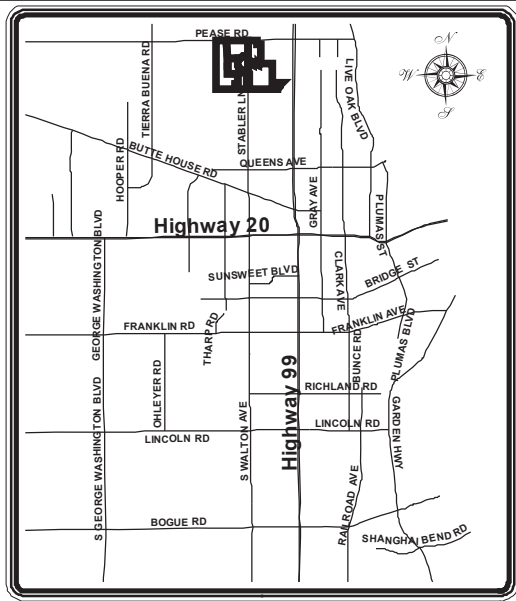 PEASE RD
N
W E
S
TIERRA BUENA RD
STABLER LN
LIVE OAK BLVD
HOOPER RD
BUTTE HOUSE RD
QUEENS AVE
GRAY AVE
PLUMAS ST
Highway 20
GEORGE WASHINGTON BLVD
SUNSWEET BLVD
CLARK AVE
BRIDGE ST
FRANKLIN RD
THARP RD
FRANKLIN AVE
BUNCE RD
PLUMAS BLVD
OHLEYER RD
Highway 99
RICHLAND RD
S GEORGE WASHINGTON BLVD
S WALTON AVE
LINCOLN RD
LINCOLN RD
GARDEN HWY
BOGUE RD
RAILROAD AVE
SHANGHAI BEND RD